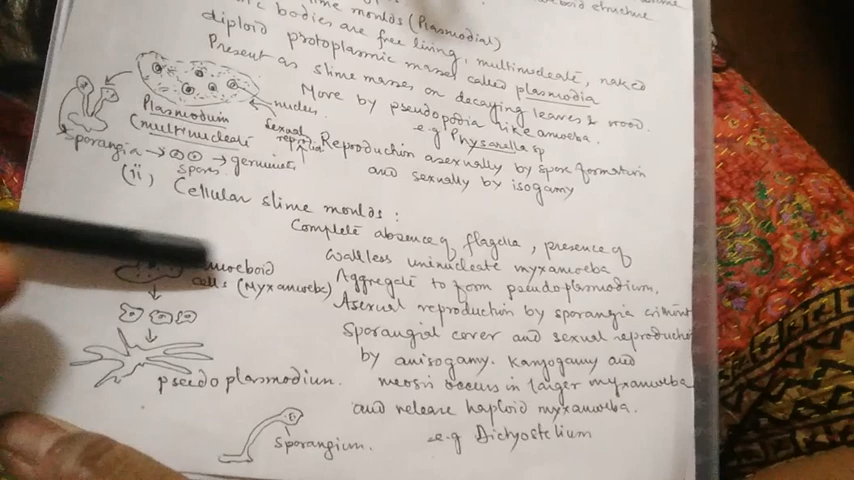 slime moulds (Plasmodial)
bodies are free living, multinucleate, naked
diploid protoplasmic masses called plasmodia
Present as slime masses on decaying leaves & wood.
Move by pseudopodia like amoeba.
e.g Physarella sp
Reproduction asexually by spore formation
and sexually by isogamy
nucleus
Plasmodium
(multinucleate
Sexual
Sporangia → → germinate
spores
(ii) Cellular slime moulds:
Complete absence of flagella, presence of
wallless uninucleate myxamoeba
Aggregate to form pseudoplasmodium.
Asexual reproduction by sporangia without
Sporangial cover and sexual reproductio
by anisogamy. Karyogamy and
meosis occurs in larger myxamoeba
and release haploid myxamoeba.
e.g Dictyostelium
amoeboid
cells (Myxamoeba)
pseudoplasmodium.
sporangium.